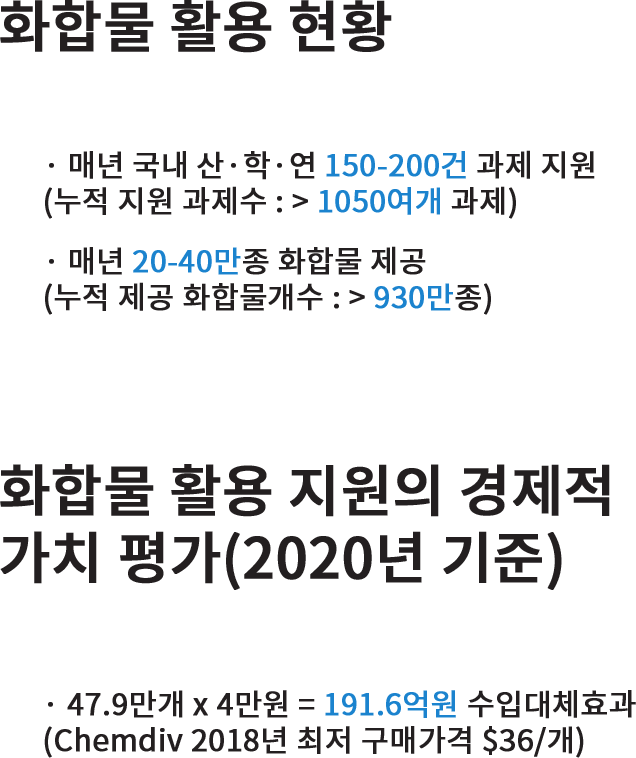 화합물 활용 현황
· 매년 국내 산·학·연 150-200건 과제 지원
(누적 지원 과제수 : > 1050여개 과제)
· 매년 20-40만종 화합물 제공
(누적 제공 화합물개수 : > 930만종)
화합물 활용 지원의 경제적
가치 평가(2020년 기준)
· 47.9만개 x 4만원 = 191.6억원 수입대체효과
(Chemdiv 2018년 최저 구매가격 $36/개)